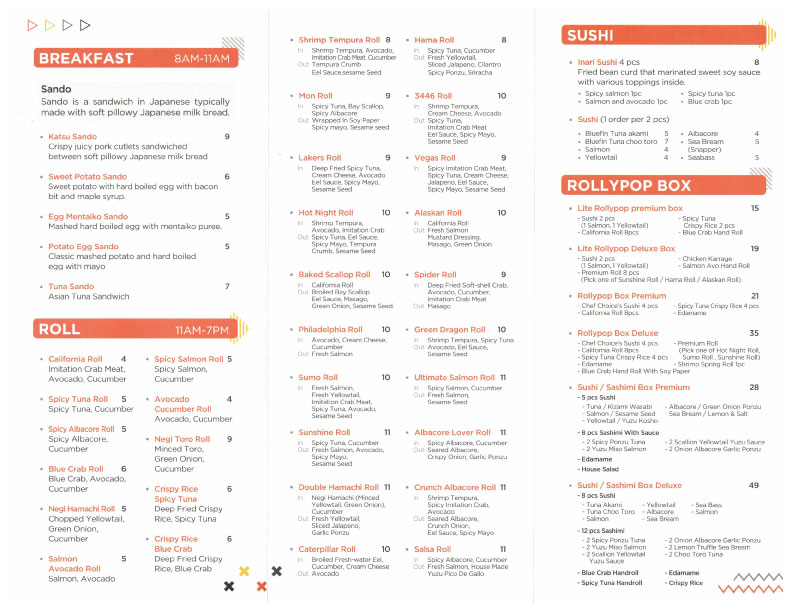 BREAKFAST 8AM-11AM
Sando
Sando is a sandwich in Japanese typically
made with soft pillowy Japanese milk bread.
• Katsu Sando 9
Crispy juicy pork cutlets sandwiched
between soft pillowy Japanese milk bread
• Sweet Potato Sando 6
Sweet potato with hard boiled egg with bacon
bit and maple syrup.
• Egg Mentaiko Sando 5
Mashed hard boiled egg with mentaiko puree.
• Potato Egg Sando 5
Classic mashed potato and hard boiled
egg with mayo
• Tuna Sando 7
Asian Tuna Sandwich
ROLL 11AM-7PM
• California Roll 4
Imitation Crab Meat,
Avocado, Cucumber
• Spicy Tuna Roll 5
Spicy Tuna, Cucumber
• Spicy Albacore Roll 5
Spicy Albacore,
Cucumber
• Blue Crab Roll 6
Blue Crab, Avocado,
Cucumber
• Negi Hamachi Roll 5
Chopped Yellowtail,
Green Onion,
Cucumber
• Salmon 5
Avocado Roll
Salmon, Avocado
• Spicy Salmon Roll 5
Spicy Salmon,
Cucumber
• Avocado 4
Cucumber Roll
Avocado, Cucumber
• Negi Toro Roll 9
Minced Toro,
Green Onion,
Cucumber
• Crispy Rice 6
Spicy Tuna
Deep Fried Crispy
Rice, Spicy Tuna
• Crispy Rice 6
Blue Crab
Deep Fried Crispy
Rice, Blue Crab
• Shrimp Tempura Roll 8
In Shrimp Tempura, Avocado,
Imitation Crab Meat, Cucumber
Out Tempura Crumb
Eel Sauce,sesame Seed
• Mon Roll 9
In Spicy Tuna, Bay Scallop,
Spicy Albacore
Out Wrapped In Soy Paper
Spicy mayo, Sesame seed
• Lakers Roll 9
In Deep Fried Spicy Tuna,
Cream Cheese, Avocado
Eel Sauce, Spicy Mayo,
Sesame Seed
• Hot Night Roll 10
In Shrimp Tempura,
Avocado, Imitation Crab
Out Spicy Tuna, Eel Sauce,
Spicy Mayo, Tempura
Crumb, Sesame Seed
• Baked Scallop Roll 10
In California Roll
Out Broiled Bay Scallop
Eel Sauce, Masago,
Green Onion, Sesame Seed
• Philadelphia Roll 10
In Avocado, Cream Cheese,
Cucumber
Out Fresh Salmon
• Sumo Roll 10
In Fresh Salmon,
Fresh Yellowtail,
Imitation Crab Meat,
Spicy Tuna, Avocado,
Sesame Seed
• Sunshine Roll 11
In Spicy Tuna, Cucumber
Out Fresh Salmon, Avocado,
Spicy Mayo,
Sesame Seed
• Double Hamachi Roll 11
In Negi Hamachi (Minced
Yellowtail, Green Onion),
Cucumber
Out Fresh Yellowtail,
Sliced Jalapeno,
Garlic Ponzu
• Caterpillar Roll 10
In Broiled Fresh-water Eel,
Cucumber, Cream Cheese
Out Avocado
• Hama Roll 8
In Spicy Tuna, Cucumber
Out Fresh Yellowtail,
Sliced Jalapeno, Cilantro
Spicy Ponzu, Sriracha
• 3446 Roll 10
In Shrimp Tempura,
Cream Cheese, Avocado
Out Spicy Tuna,
Imitation Crab Meat
Eel Sauce, Spicy Mayo,
Sesame Seed
• Vegas Roll 9
In Spicy Imitation Crab Meat,
Spicy Tuna, Cream Cheese,
Jalapeno, Eel Sauce,
Spicy Mayo, Sesame Seed
• Alaskan Roll 10
In California Roll
Out Fresh Salmon
Mustard Dressing,
Masago, Green Onion
• Spider Roll 9
In Deep Fried Soft-shell Crab,
Avocado, Cucumber,
Imitation Crab Meat
Out Masago
• Green Dragon Roll 10
In Shrimp Tempura, Spicy Tuna
Out Avocado, Eel Sauce,
Sesame Seed
• Ultimate Salmon Roll 11
In Spicy Salmon, Cucumber
Out Fresh Salmon,
Sesame Seed
• Albacore Lover Roll 11
In Spicy Albacore, Cucumber
Out Seared Albacore,
Crispy Onion, Garlic Ponzu
• Crunch Albacore Roll 11
In Shrimp Tempura,
Spicy Imitation Crab,
Avocado
Out Seared Albacore,
Crunch Onion,
Eel Sauce, Spicy Mayo
• Salsa Roll 11
In Spicy Albacore, Cucumber
Out Fresh Salmon, House Made
Yuzu Pico De Gallo
SUSHI
• Inari Sushi 4 pcs 8
Fried bean curd that marinated sweet soy sauce
with various toppings inside.
• Spicy salmon 1pc • Spicy tuna 1pc
• Salmon and avocado 1pc • Blue crab 1pc
• Sushi (1 order per 2 pcs)
• Bluefin Tuna akami 5 • Albacore 4
• Bluefin Tuna choo toro 7 • Sea Bream 5
• Salmon 4 (Snapper)
• Yellowtail 4 • Seabass 5
ROLLYPOP BOX
• Lite Rollypop premium box 15
- Sushi 2 pcs - Spicy Tuna
(1 Salmon, 1 Yellowtail) Crispy Rice 2 pcs
- California Roll 8pcs - Blue Crab Hand Roll
• Lite Rollypop Deluxe Box 19
- Sushi 2 pcs - Chicken Karrage
(1 Salmon, 1 Yellowtail) - Salmon Avo Hand Roll
- Premium Roll 8 pcs
(Pick one of Sunshine Roll / Hama Roll / Alaskan Roll)
• Rollypop Box Premium 21
- Chef Choice's Sushi 4 pcs - Spicy Tuna Crispy Rice 4 pcs
- California Roll 8pcs - Edamame
• Rollypop Box Deluxe 35
- Chef Choice's Sushi 4 pcs - Premium Roll
- California Roll 8pcs (Pick one of Hot Night Roll,
- Spicy Tuna Crispy Rice 4 pcs Sumo Roll , Sunshine Roll)
- Edamame - Shrimp Spring Roll 1pc
- Blue Crab Hand Roll With Soy Paper
• Sushi / Sashimi Box Premium 28
- 5 pcs Sushi
- Tuna / Kizami Wasabi - Albacore / Green Onion Ponzu
- Salmon / Sesame Seed - Sea Bream / Lemon & Salt
- Yellowtail / Yuzu Kosho
- 8 pcs Sashimi With Sauce
- 2 Spicy Ponzu Tuna - 2 Scallion Yellowtail Yuzu Sauce
- 2 Yuzu Miso Salmon - 2 Onion Albacore Garlic Ponzu
- Edamame
- House Salad
• Sushi / Sashimi Box Deluxe 49
- 8 pcs Sushi
- Tuna Akami - Yellowtail - Sea Bass
- Tuna Choo Toro - Albacore - Salmon
- Salmon - Sea Bream
- 12 pcs Sashimi
- 2 Spicy Ponzu Tuna - 2 Onion Albacore Garlic Ponzu
- 2 Yuzu Miso Salmon - 2 Lemon Truffle Sea Bream
- 2 Scallion Yellowtail - 2 Choo Toro Tuna
Yuzu Sauce
- Blue Crab Handroll - Edamame
- Spicy Tuna Handroll - Crispy Rice